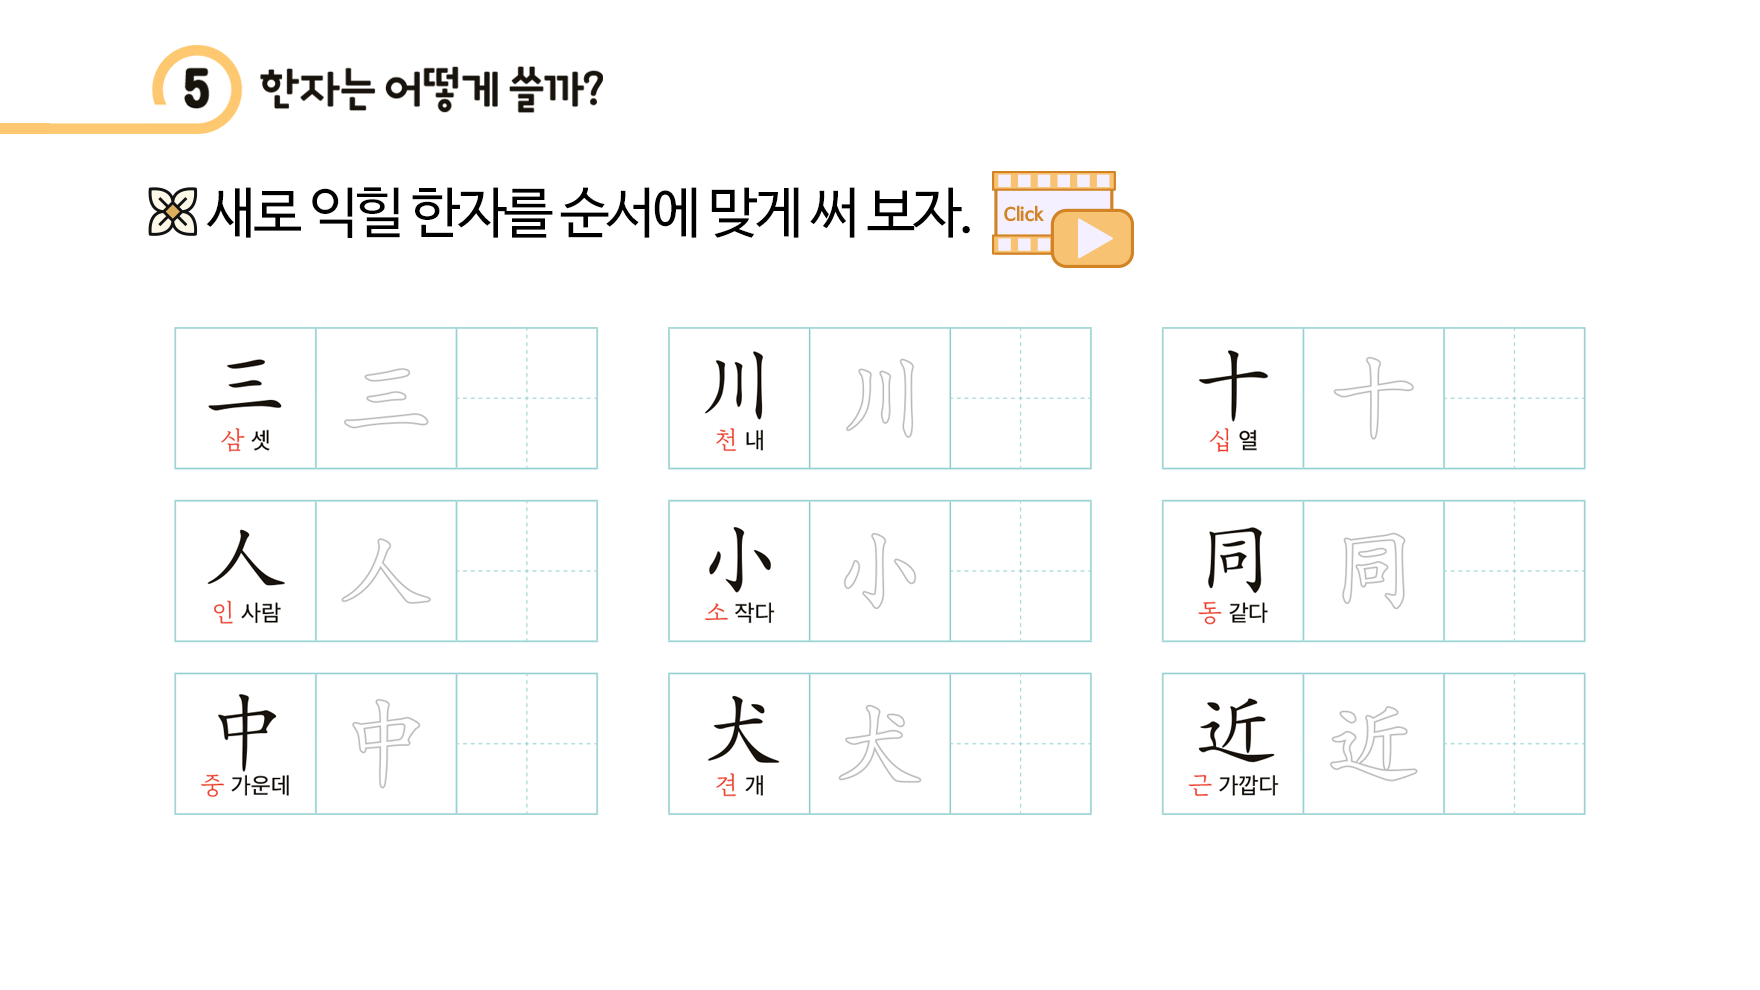 5 한자는 어떻게 쓸까?
새로 익힐 한자를 순서에 맞게 써 보자.
Click
三 三 川 川 十 十
삼 셋 천 내 십 열
人 人 小 小 同 同
인 사람 소 작다 동 같다
中 中 犬 犬 近 近
중 가운데 견 개 근 가깝다